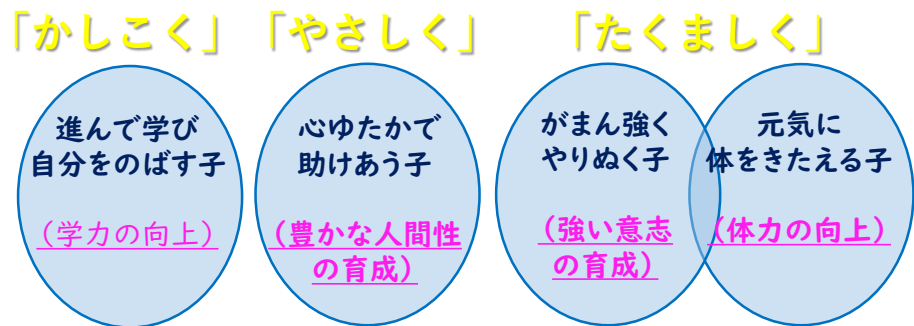 「かしこく」「やさしく」 「たくましく」
進んで学び
自分をのばす子
(学力の向上)
心ゆたかで
助けあう子
(豊かな人間性
の育成)
がまん強く
やりぬく子
(強い意志
の育成)
元気に
体をきたえる子
(体力の向上)